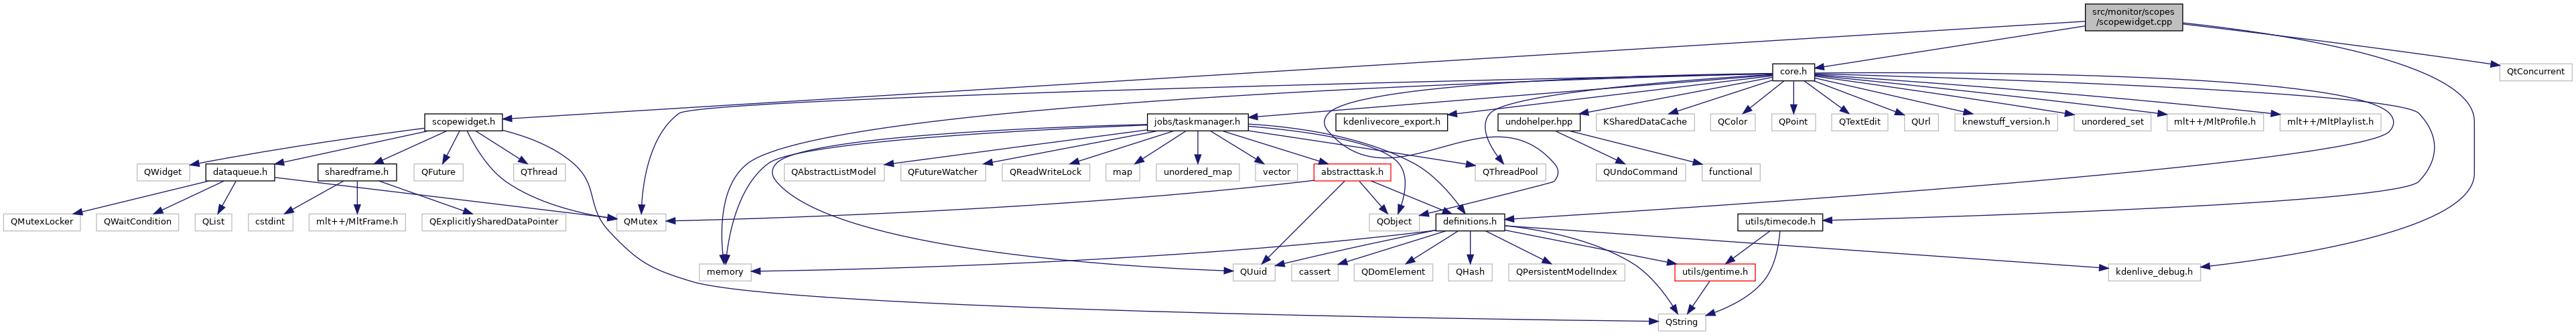 src/monitor/scopes
/scopewidget.cpp
core.h
QtConcurrent
scopewidget.h
jobs/taskmanager.h
kdenlivecore_export.h
undohelper.hpp
KSharedDataCache
QColor
QPoint
QTextEdit
QUrl
knewstuff_version.h
unordered_set
mlt++/MltProfile.h
mlt++/MltPlaylist.h
QWidget
dataqueue.h
sharedframe.h
QFuture
QThread
QAbstractListModel
QFutureWatcher
QReadWriteLock
map
unordered_map
vector
abstracttask.h
QThreadPool
QUndoCommand
functional
QMutexLocker
QWaitCondition
QList
cstdint
mlt++/MltFrame.h
QExplicitlySharedDataPointer
QMutex
QObject
definitions.h
utils/timecode.h
memory
QUuid
cassert
QDomElement
QHash
QPersistentModelIndex
utils/gentime.h
kdenlive_debug.h
QString